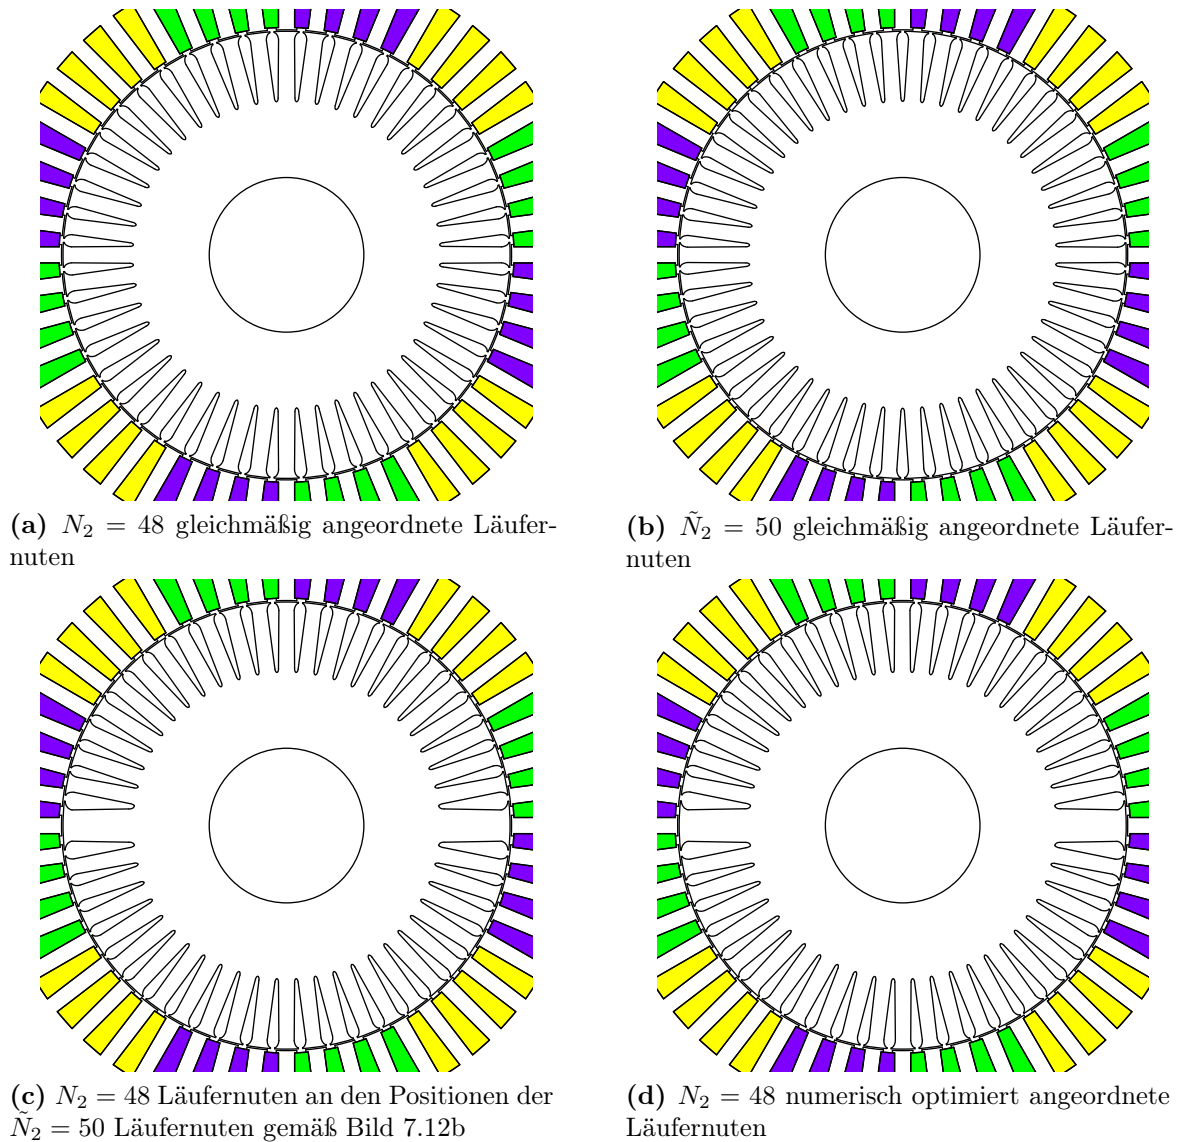 (a) N₂ = 48 gleichmäßig angeordnete Läufer-
nuten
(b) Ñ₂ = 50 gleichmäßig angeordnete Läufer-
nuten
(c) N₂ = 48 Läufernuten an den Positionen der
Ñ₂ = 50 Läufernuten gemäß Bild 7.12b
(d) N₂ = 48 numerisch optimiert angeordnete
Läufernuten